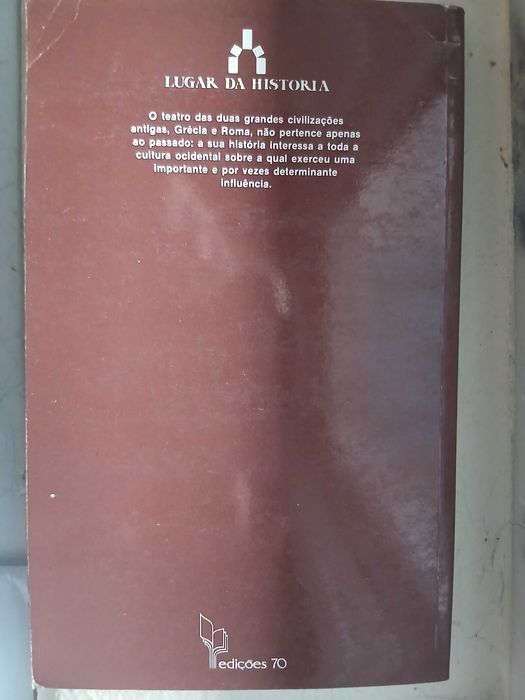 LUGAR DA HISTORIA
O teatro das duas grandes civilizações
antigas, Grécia e Roma, não pertence apenas
ao passado: a sua história interessa a toda a
cultura ocidental sobre a qual exerceu uma
importante e por vezes determinante
influência.
edições 70